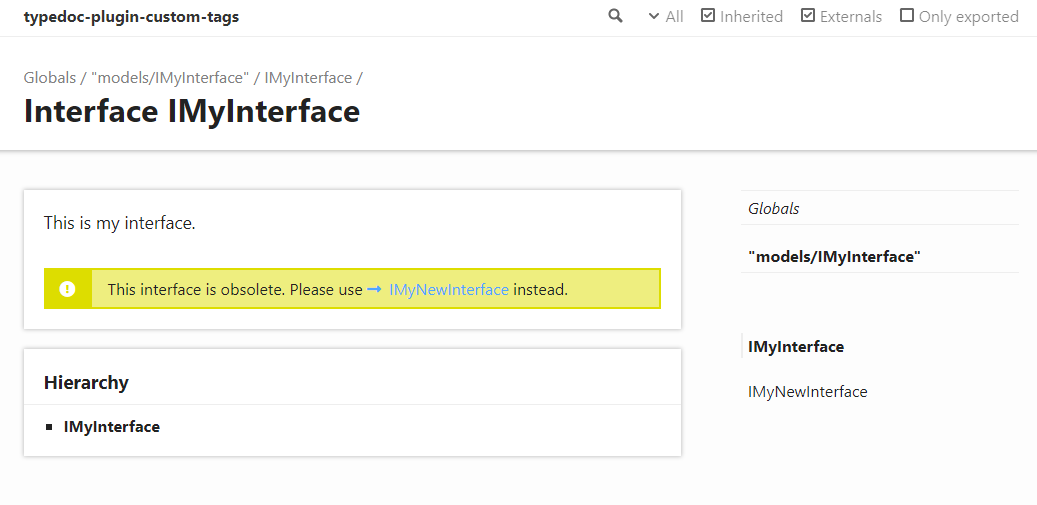 typedoc-plugin-custom-tags
All Inherited Externals Only exported
Globals / "models/IMyInterface" / IMyInterface /
Interface IMyInterface
This is my interface.
This interface is obsolete. Please use → IMyNewInterface instead.
Hierarchy
IMyInterface
Globals
"models/IMyInterface"
IMyInterface
IMyNewInterface